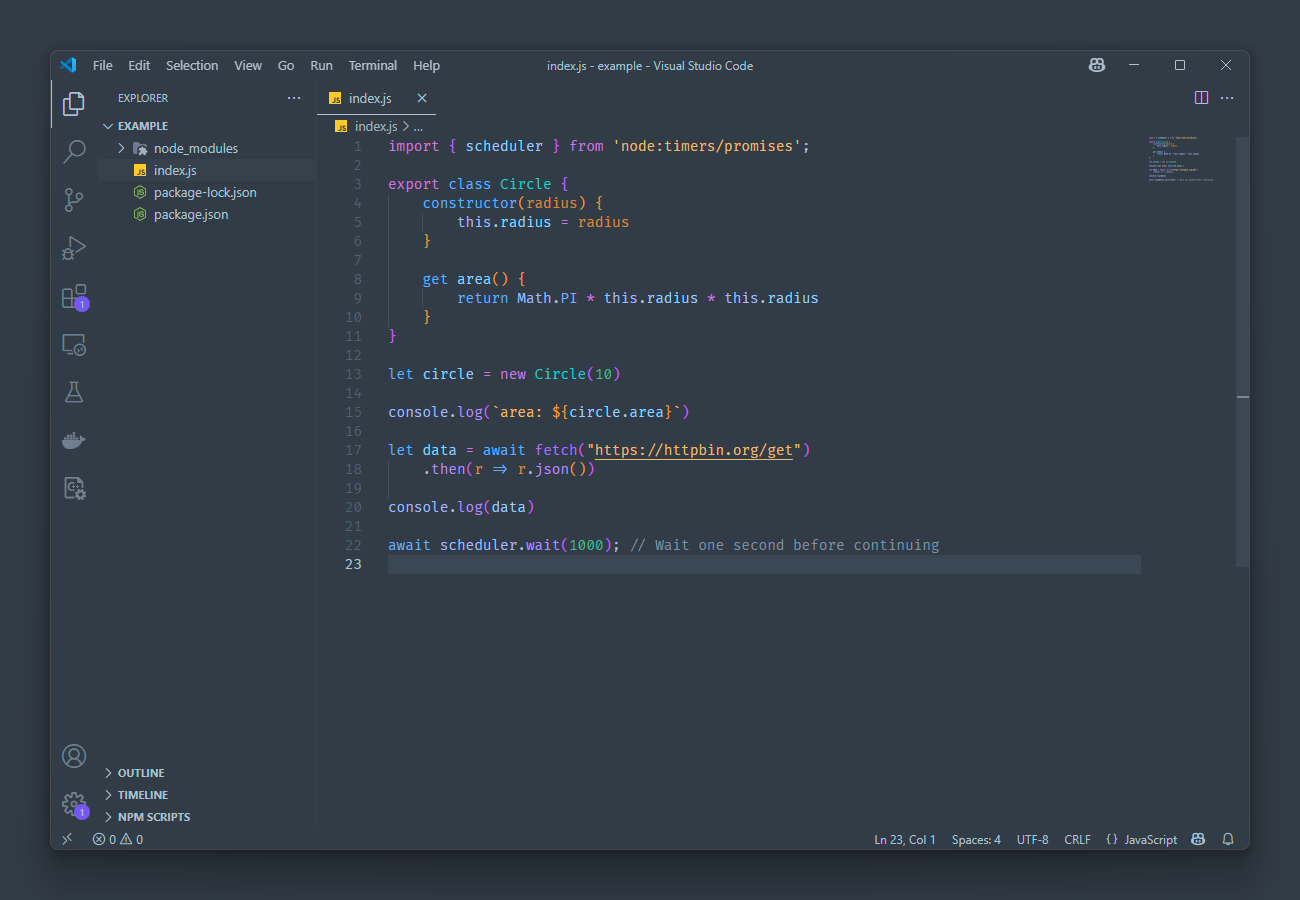 File Edit Selection View Go Run Terminal Help
index.js - example - Visual Studio Code
EXPLORER
EXAMPLE
node_modules
index.js
package-lock.json
package.json
1
1
OUTLINE
TIMELINE
NPM SCRIPTS
index.js
index.js > ...
1 import { scheduler } from 'node:timers/promises';
2
3 export class Circle {
4     constructor(radius) {
5         this.radius = radius
6     }
7
8     get area() {
9         return Math.PI * this.radius * this.radius
10     }
11 }
12
13 let circle = new Circle(10)
14
15 console.log(`area: ${circle.area}`)
16
17 let data = await fetch("https://httpbin.org/get")
18     .then(r => r.json())
19
20 console.log(data)
21
22 await scheduler.wait(1000); // Wait one second before continuing
23
0 0
Ln 23, Col 1 Spaces: 4 UTF-8 CRLF {} JavaScript